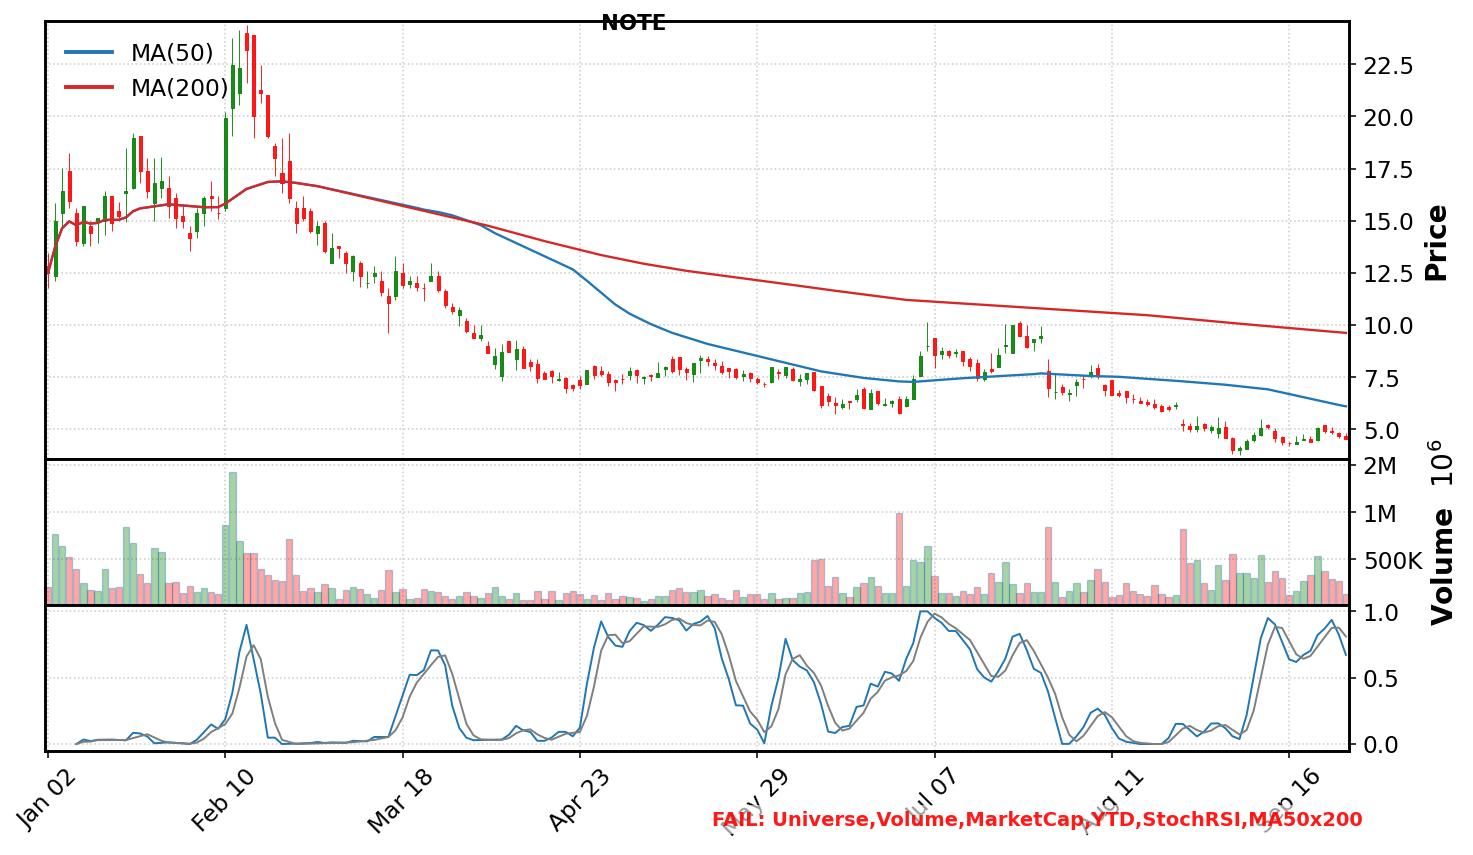 NOTE
MA(50)
MA(200)
22.5
20.0
17.5
15.0
12.5
10.0
7.5
5.0
Price
2M
1M
500K
Volume 10⁶
1.0
0.5
0.0
Jan 02
Feb 10
Mar 18
Apr 23
May 29
Jul 07
Aug 11
Sep 16
FAIL: Universe,Volume,MarketCap,YTD,StochRSI,MA50x200